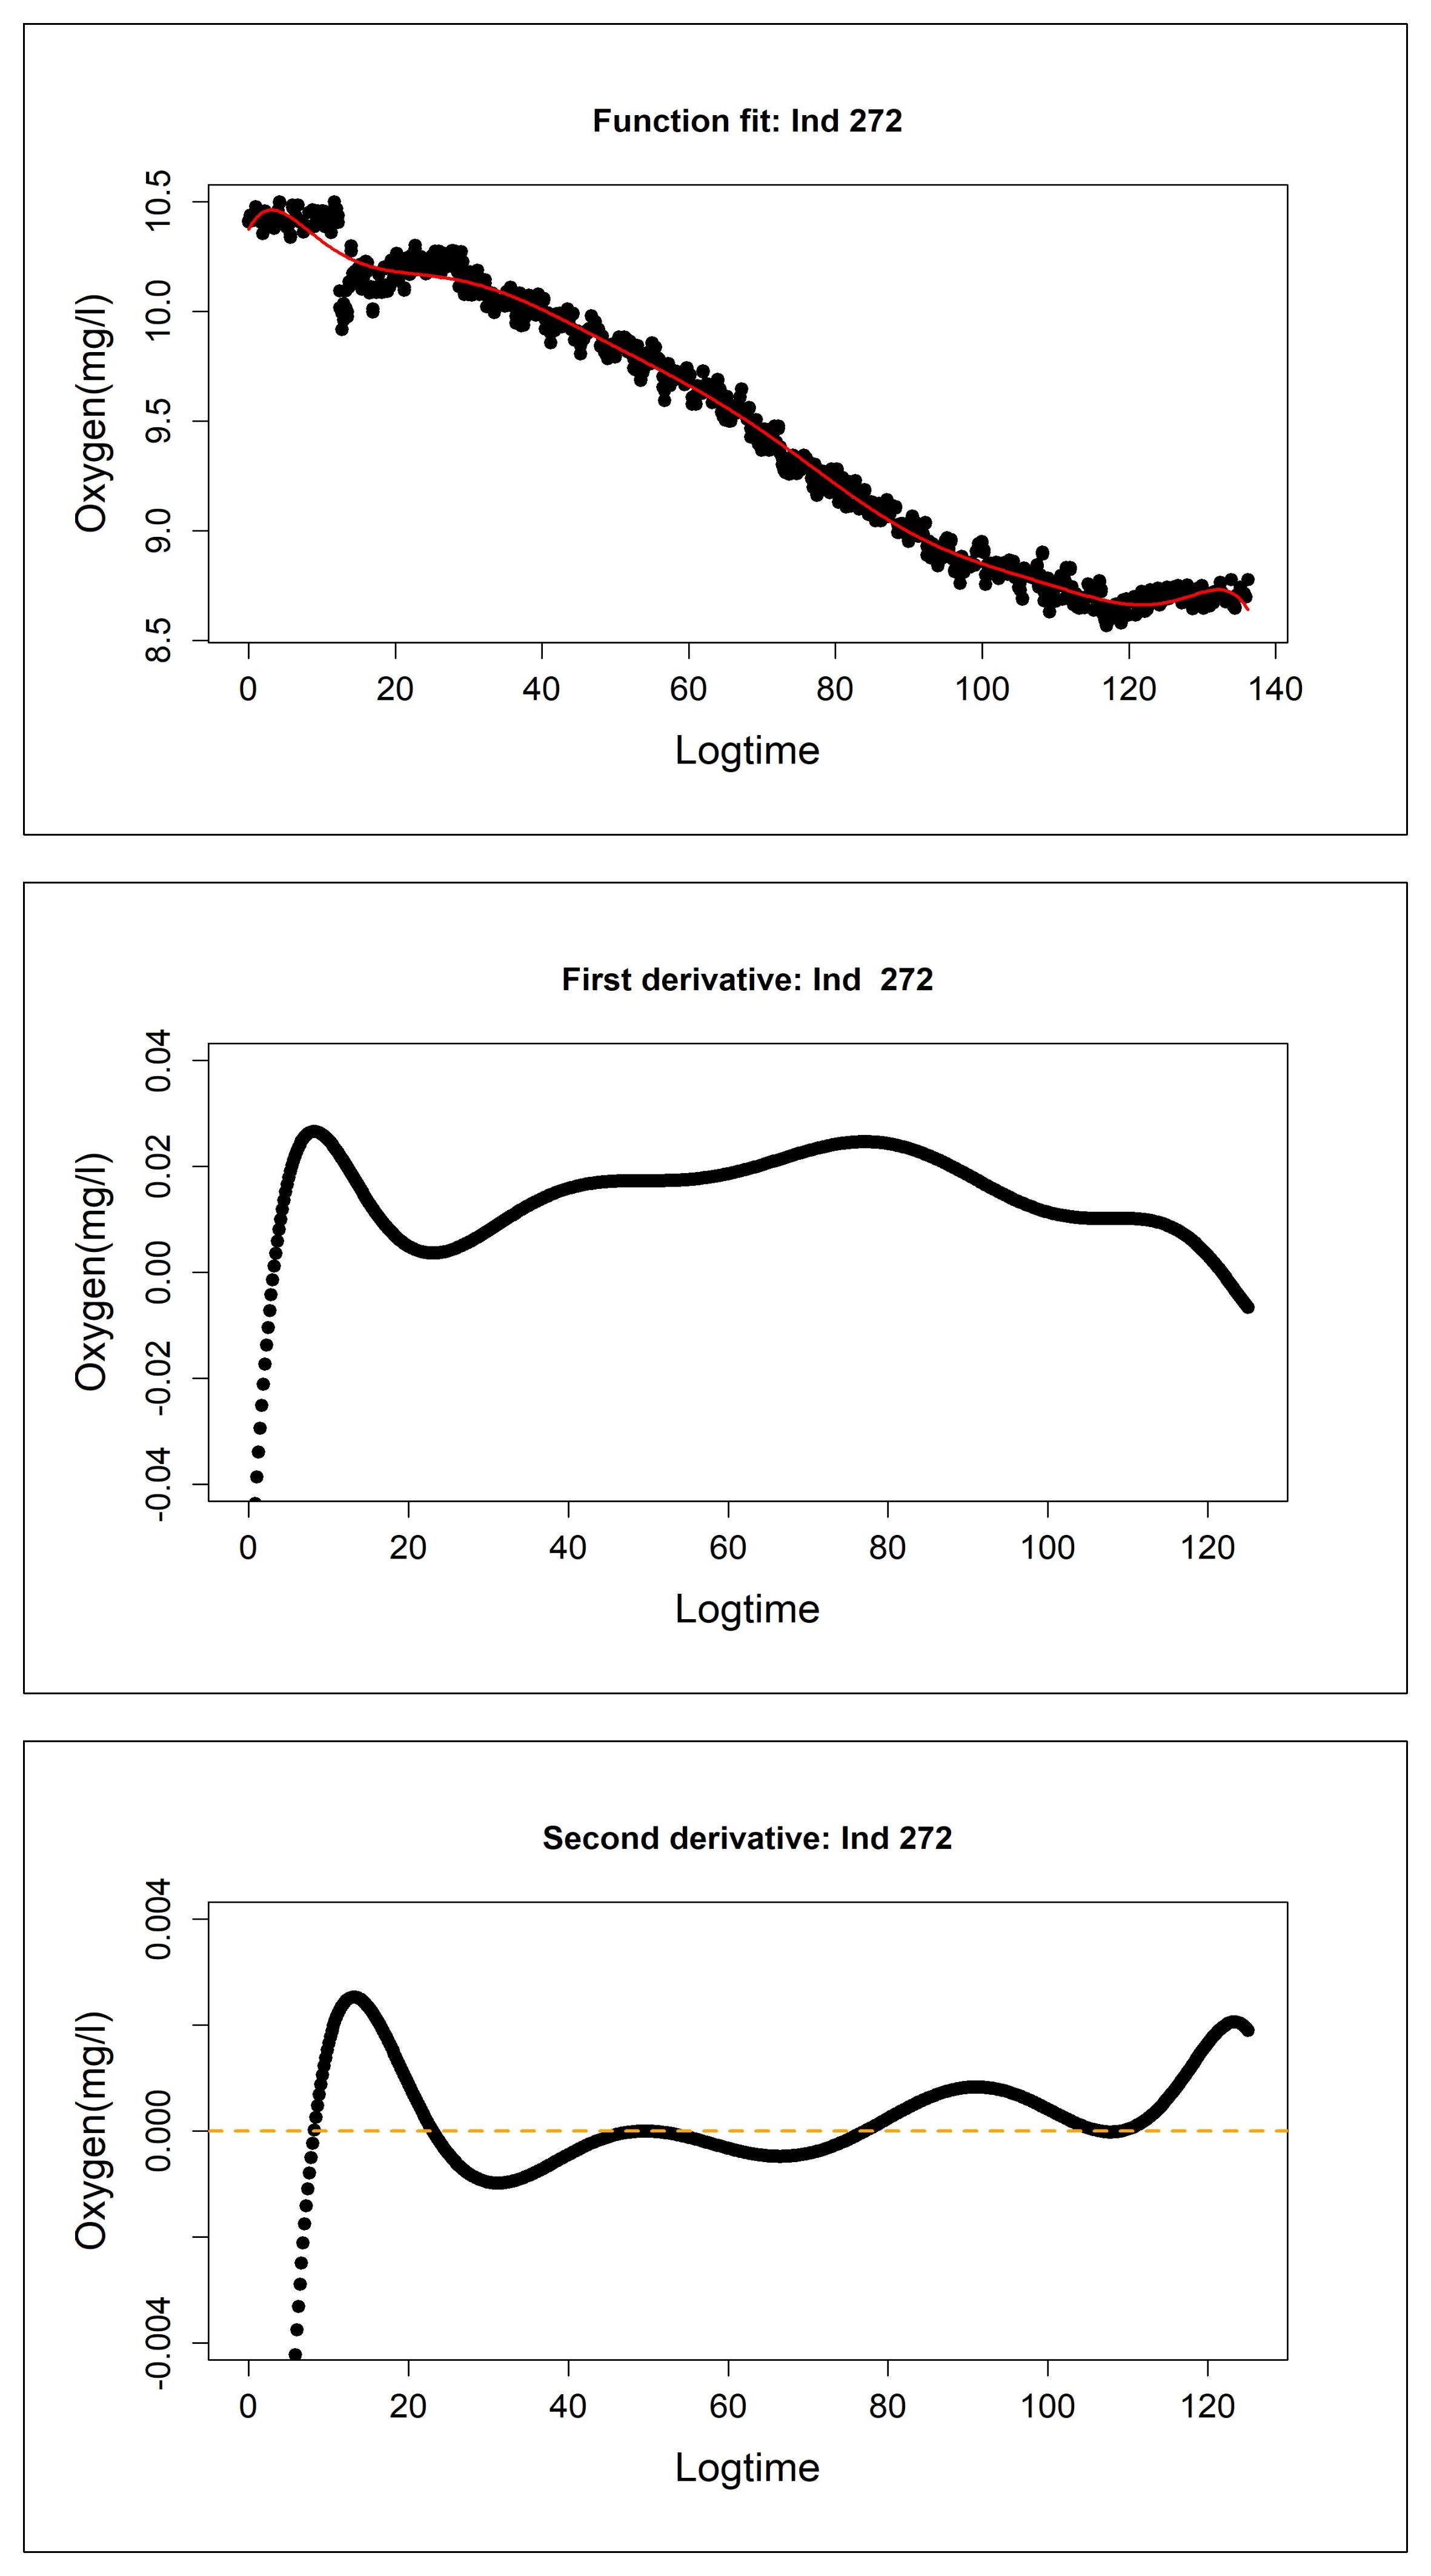 Function fit: Ind 272
Oxygen(mg/l)
10.5
10.0
9.5
9.0
8.5
0 20 40 60 80 100 120 140
Logtime
First derivative: Ind  272
Oxygen(mg/l)
0.04
0.02
0.00
-0.02
-0.04
0 20 40 60 80 100 120
Logtime
Second derivative: Ind 272
Oxygen(mg/l)
0.004
0.000
-0.004
0 20 40 60 80 100 120
Logtime